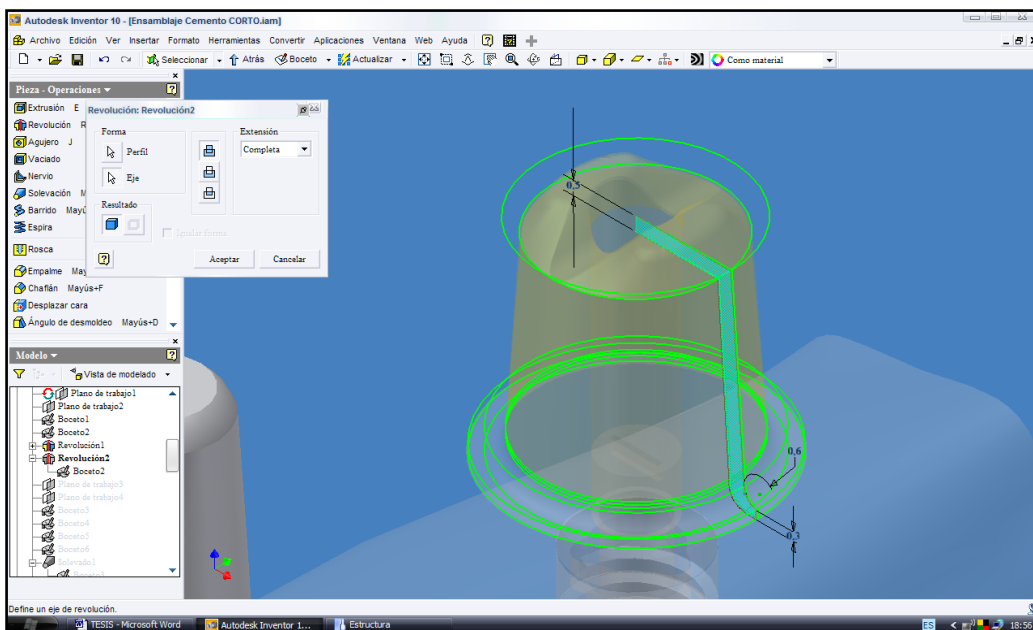 Autodesk Inventor 10 - [Ensamblaje Cemento CORTO.iam]
Archivo Edición Ver Insertar Formato Herramientas Convertir Aplicaciones Ventana Web Ayuda
Seleccionar Atrás Boceto Actualizar Como material
Pieza - Operaciones
Extrusión E
Revolución R
Agujero J
Vaciado
Nervio
Solevación
Barrido
Espira
Rosca
Empalme
Chaflán Mayús+F
Desplazar cara
Ángulo de desmoldeo Mayús+D
Revolución: Revolución2
Forma
Perfil
Eje
Resultado
Extensión
Completa
Igualar forma
Aceptar Cancelar
Modelo
Vista de modelado
Plano de trabajo1
Plano de trabajo2
Boceto1
Boceto2
Revolución1
Revolución2
Boceto2
Plano de trabajo3
Plano de trabajo4
Boceto3
Boceto4
Boceto5
Boceto6
Solevado1
0,5
0,6
0,3
Define un eje de revolución.
TESIS - Microsoft Word Autodesk Inventor 1... Estructura ES 18:56